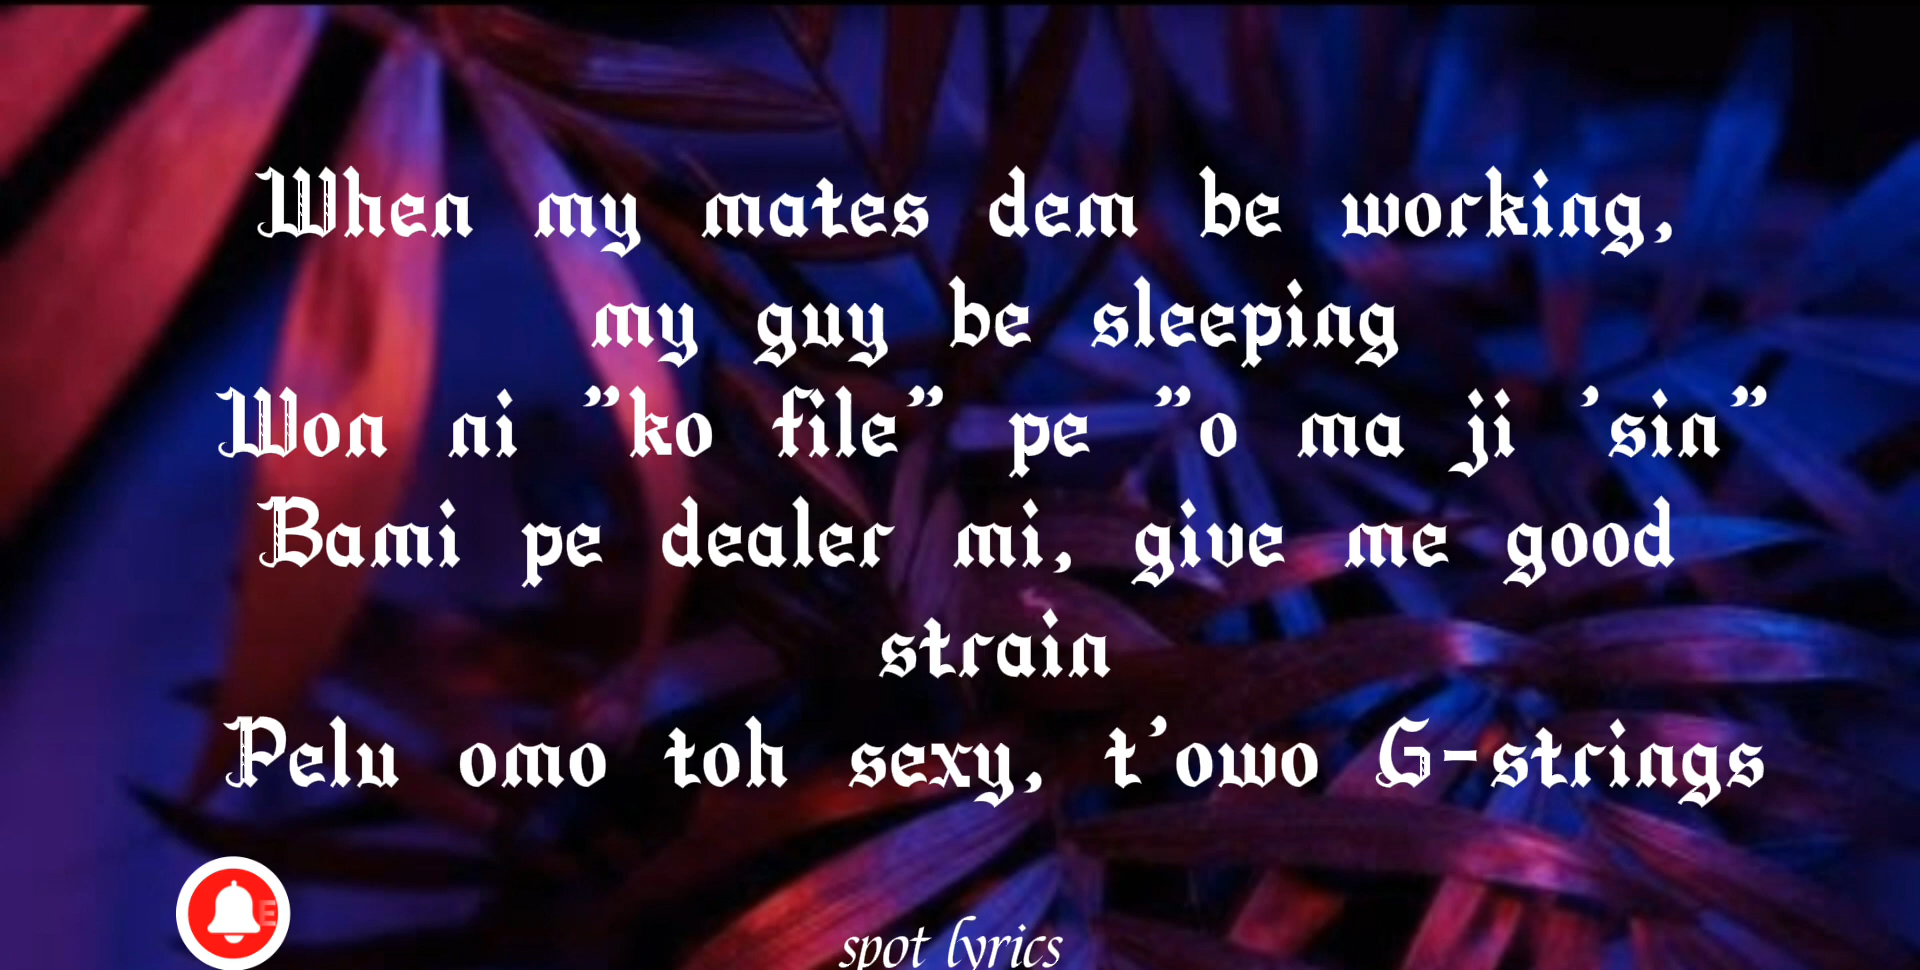 When my mates dem be working,
my guy be sleeping
Won ni ”ko file” pe ”o ma ji ’sin”
Bami pe dealer mi, give me good
strain
Pelu omo toh sexy, t’owo G-strings
E
spot lyrics